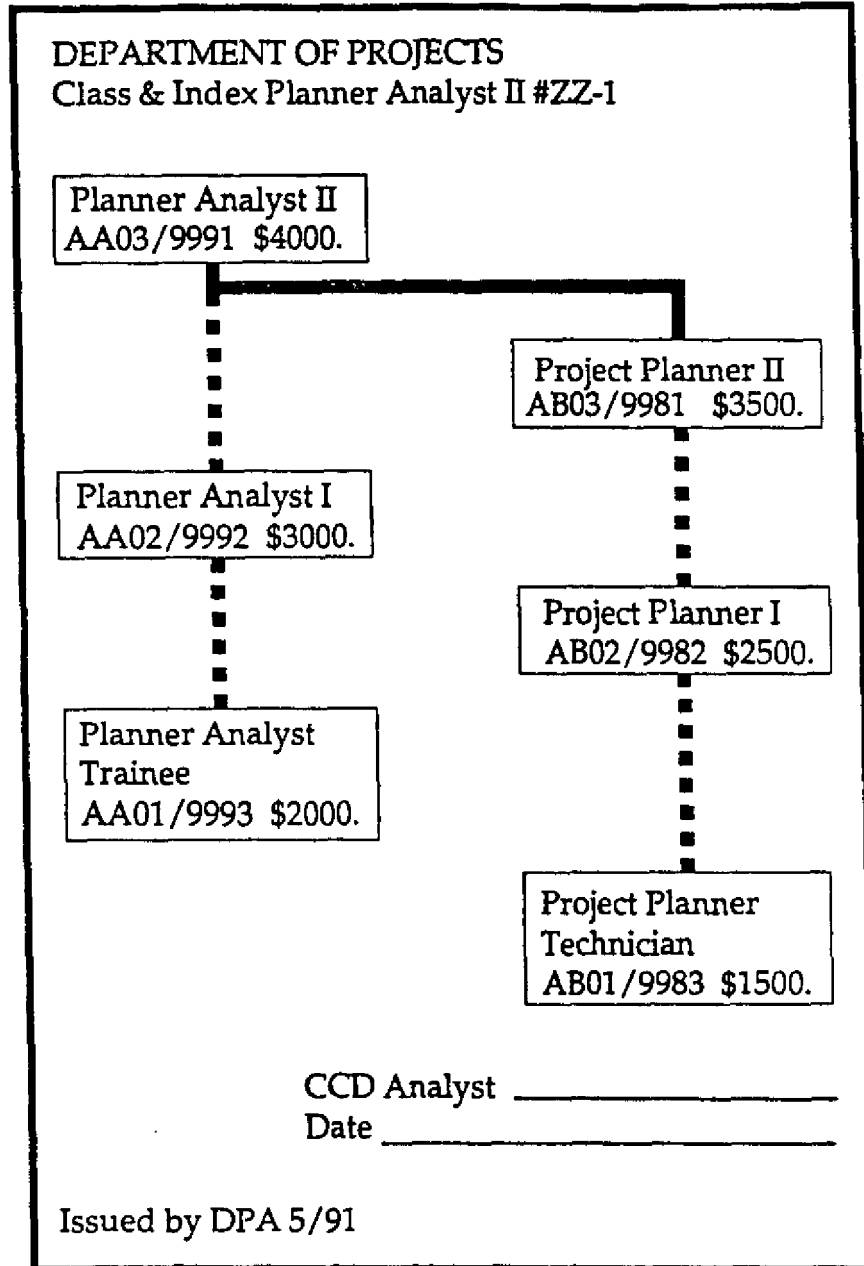 DEPARTMENT OF PROJECTS
Class & Index Planner Analyst II #ZZ-1
Planner Analyst II
AA03/9991 $4000.
Project Planner II
AB03/9981 $3500.
Planner Analyst I
AA02/9992 $3000.
Project Planner I
AB02/9982 $2500.
Planner Analyst
Trainee
AA01/9993 $2000.
Project Planner
Technician
AB01/9983 $1500.
CCD Analyst
Date
Issued by DPA 5/91